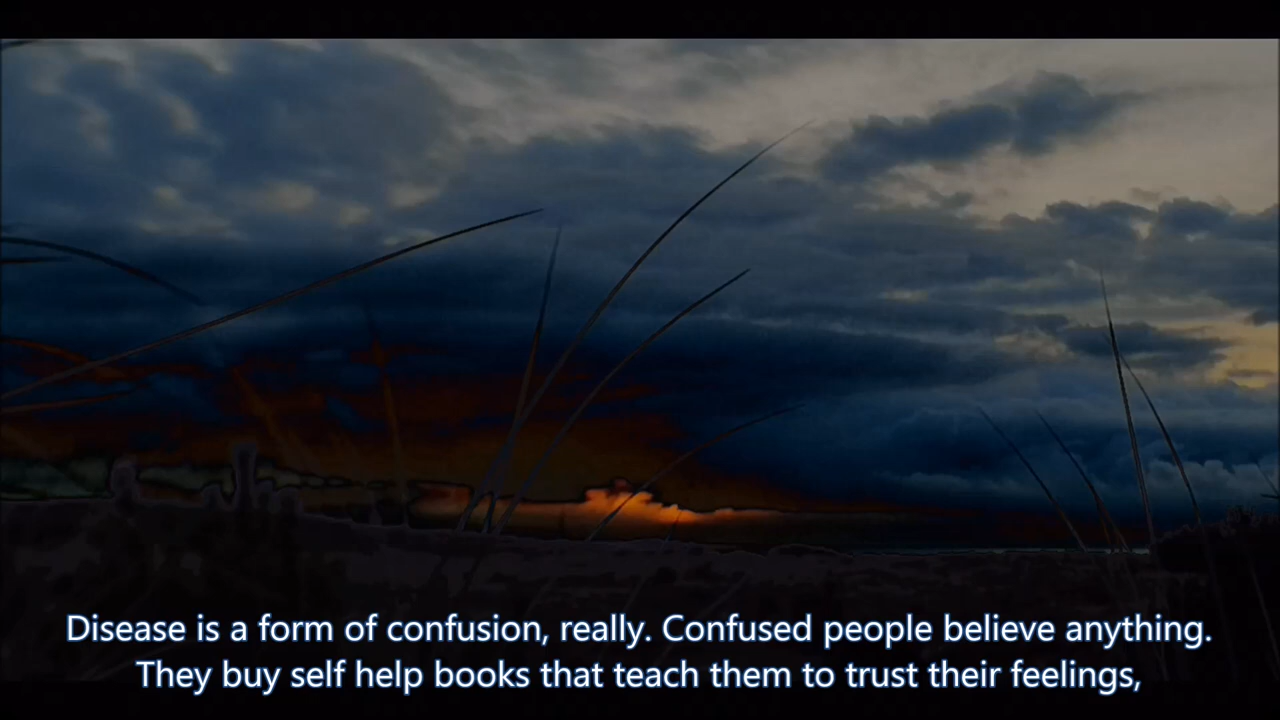 Disease is a form of confusion, really. Confused people believe anything.
They buy self help books that teach them to trust their feelings,